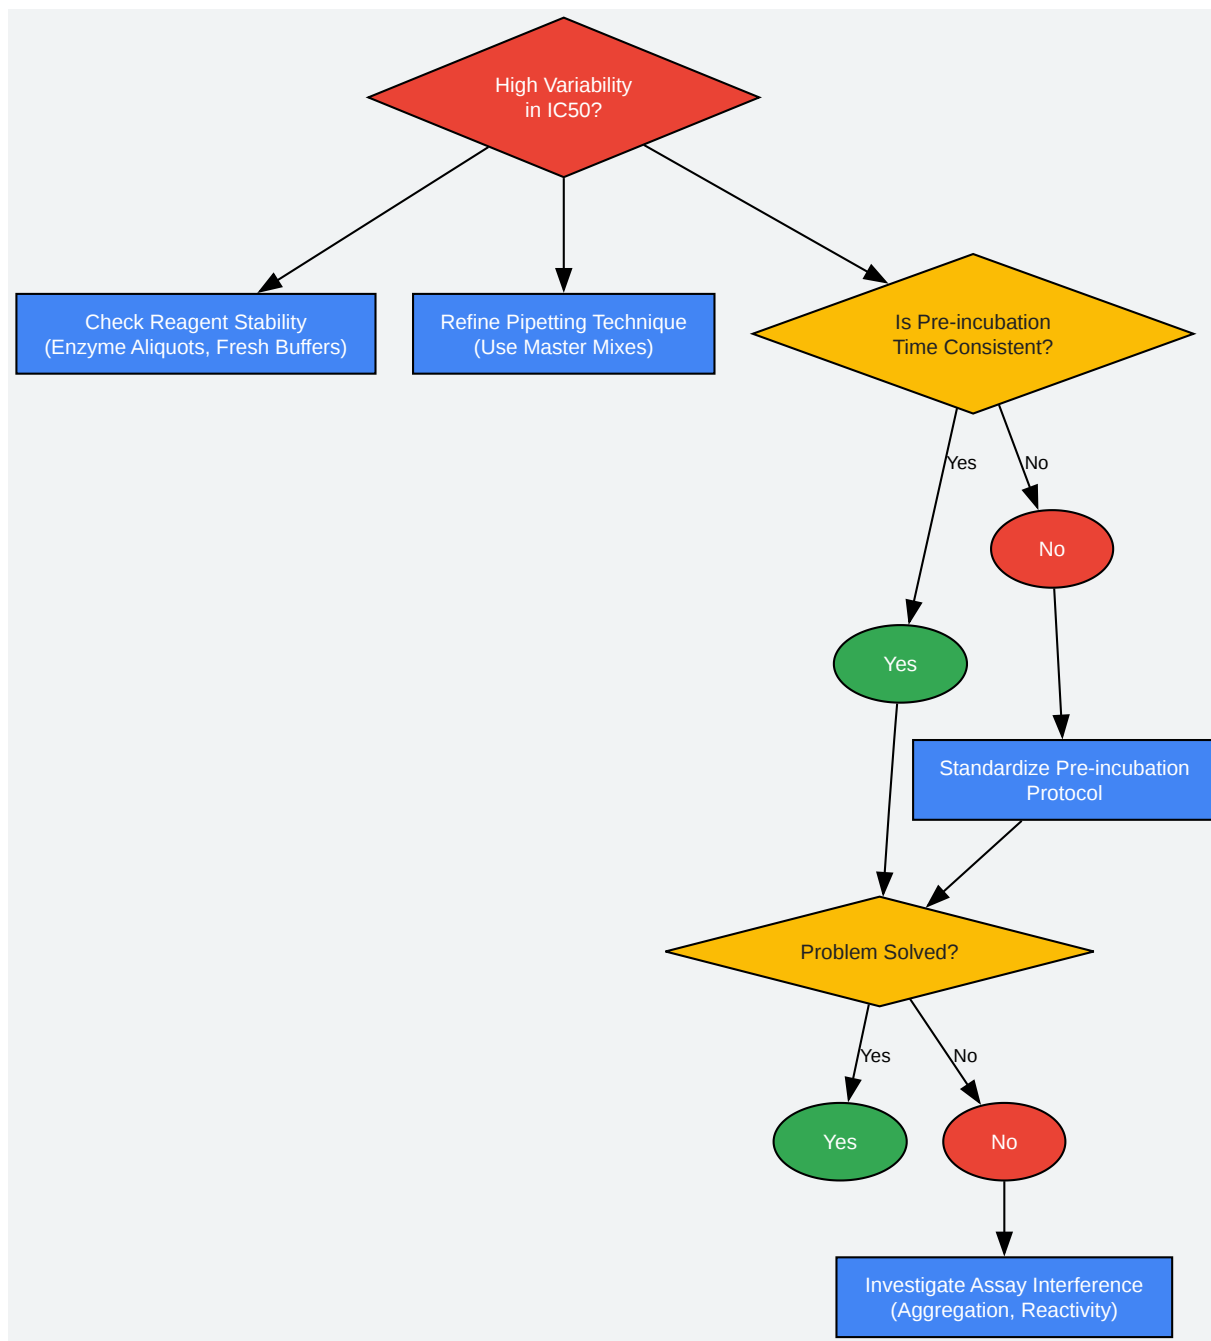 High Variability
in IC50?
Check Reagent Stability
(Enzyme Aliquots, Fresh Buffers)
Refine Pipetting Technique
(Use Master Mixes)
Is Pre-incubation
Time Consistent?
Yes
No
No
Yes
Standardize Pre-incubation
Protocol
Problem Solved?
Yes
No
Yes
No
Investigate Assay Interference
(Aggregation, Reactivity)